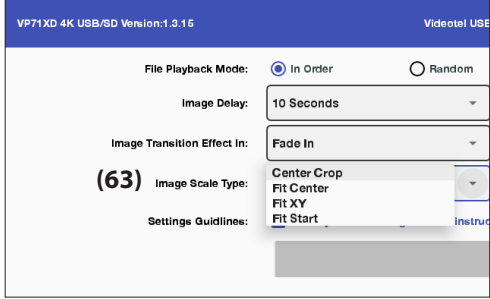 VP71XD 4K USB/SD Version:1.3.15 Videotel USB
File Playback Mode: In Order Random
Image Delay: 10 Seconds
Image Transition Effect In: Fade In
(63) Image Scale Type:
Center Crop
Fit Center
Fit XY
Fit Start
Settings Guidlines: